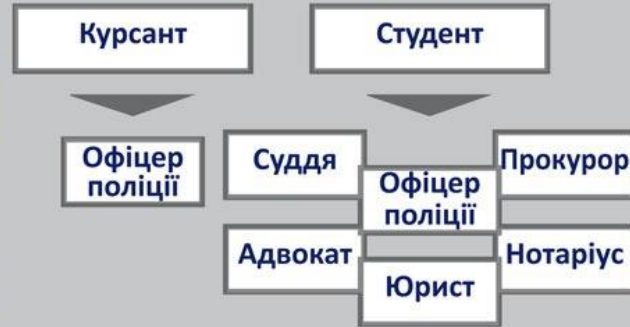 Курсант
Студент
Офіцер
поліції
Суддя
Офіцер
поліції
Прокурор
Адвокат
Юрист
Нотаріус